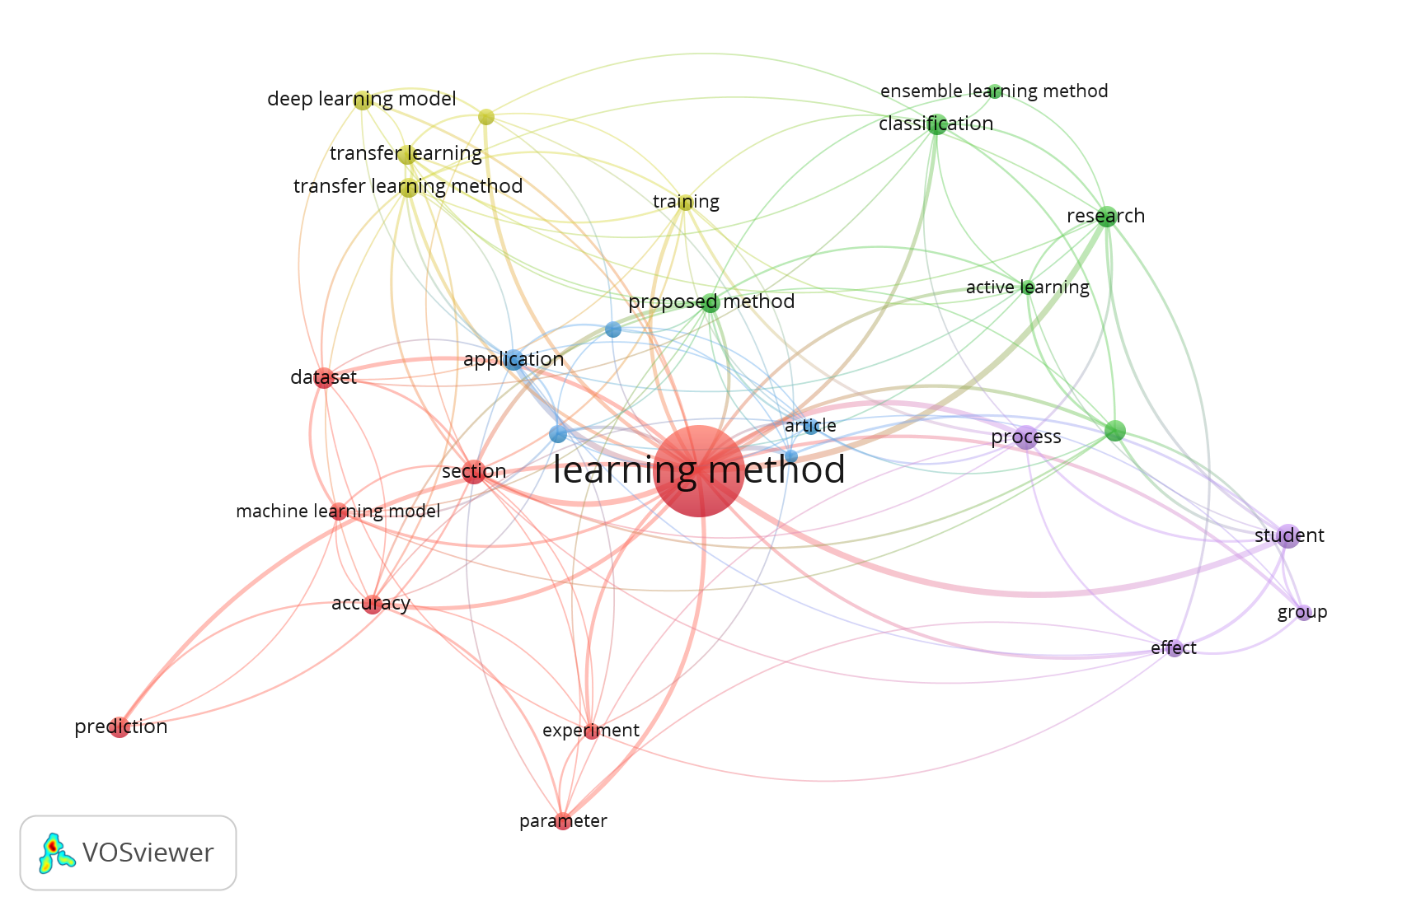 ensemble learning method
deep learning model
classification
transfer learning
transfer learning method
training
research
active learning
proposed method
application
dataset
article
process
learning method
section
machine learning model
student
accuracy
group
effect
prediction
experiment
parameter
VOSviewer